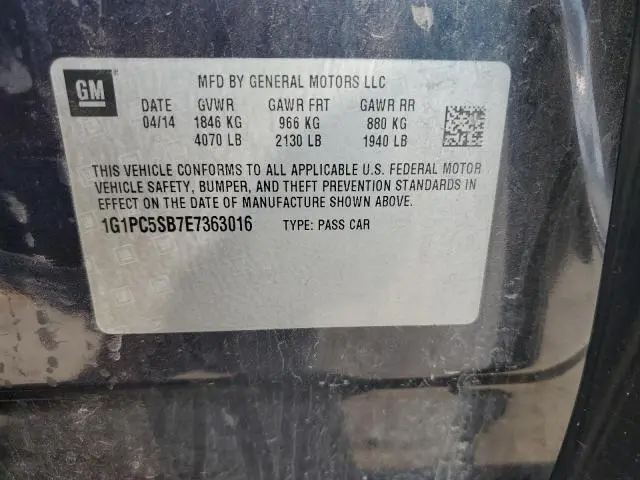 GM
MFD BY GENERAL MOTORS LLC
DATE GVWR GAWR FRT GAWR RR
04/14 1846 KG 966 KG 880 KG
4070 LB 2130 LB 1940 LB
THIS VEHICLE CONFORMS TO ALL APPLICABLE U.S. FEDERAL MOTOR
VEHICLE SAFETY, BUMPER, AND THEFT PREVENTION STANDARDS IN
EFFECT ON THE DATE OF MANUFACTURE SHOWN ABOVE.
1G1PC5SB7E7363016 TYPE: PASS CAR